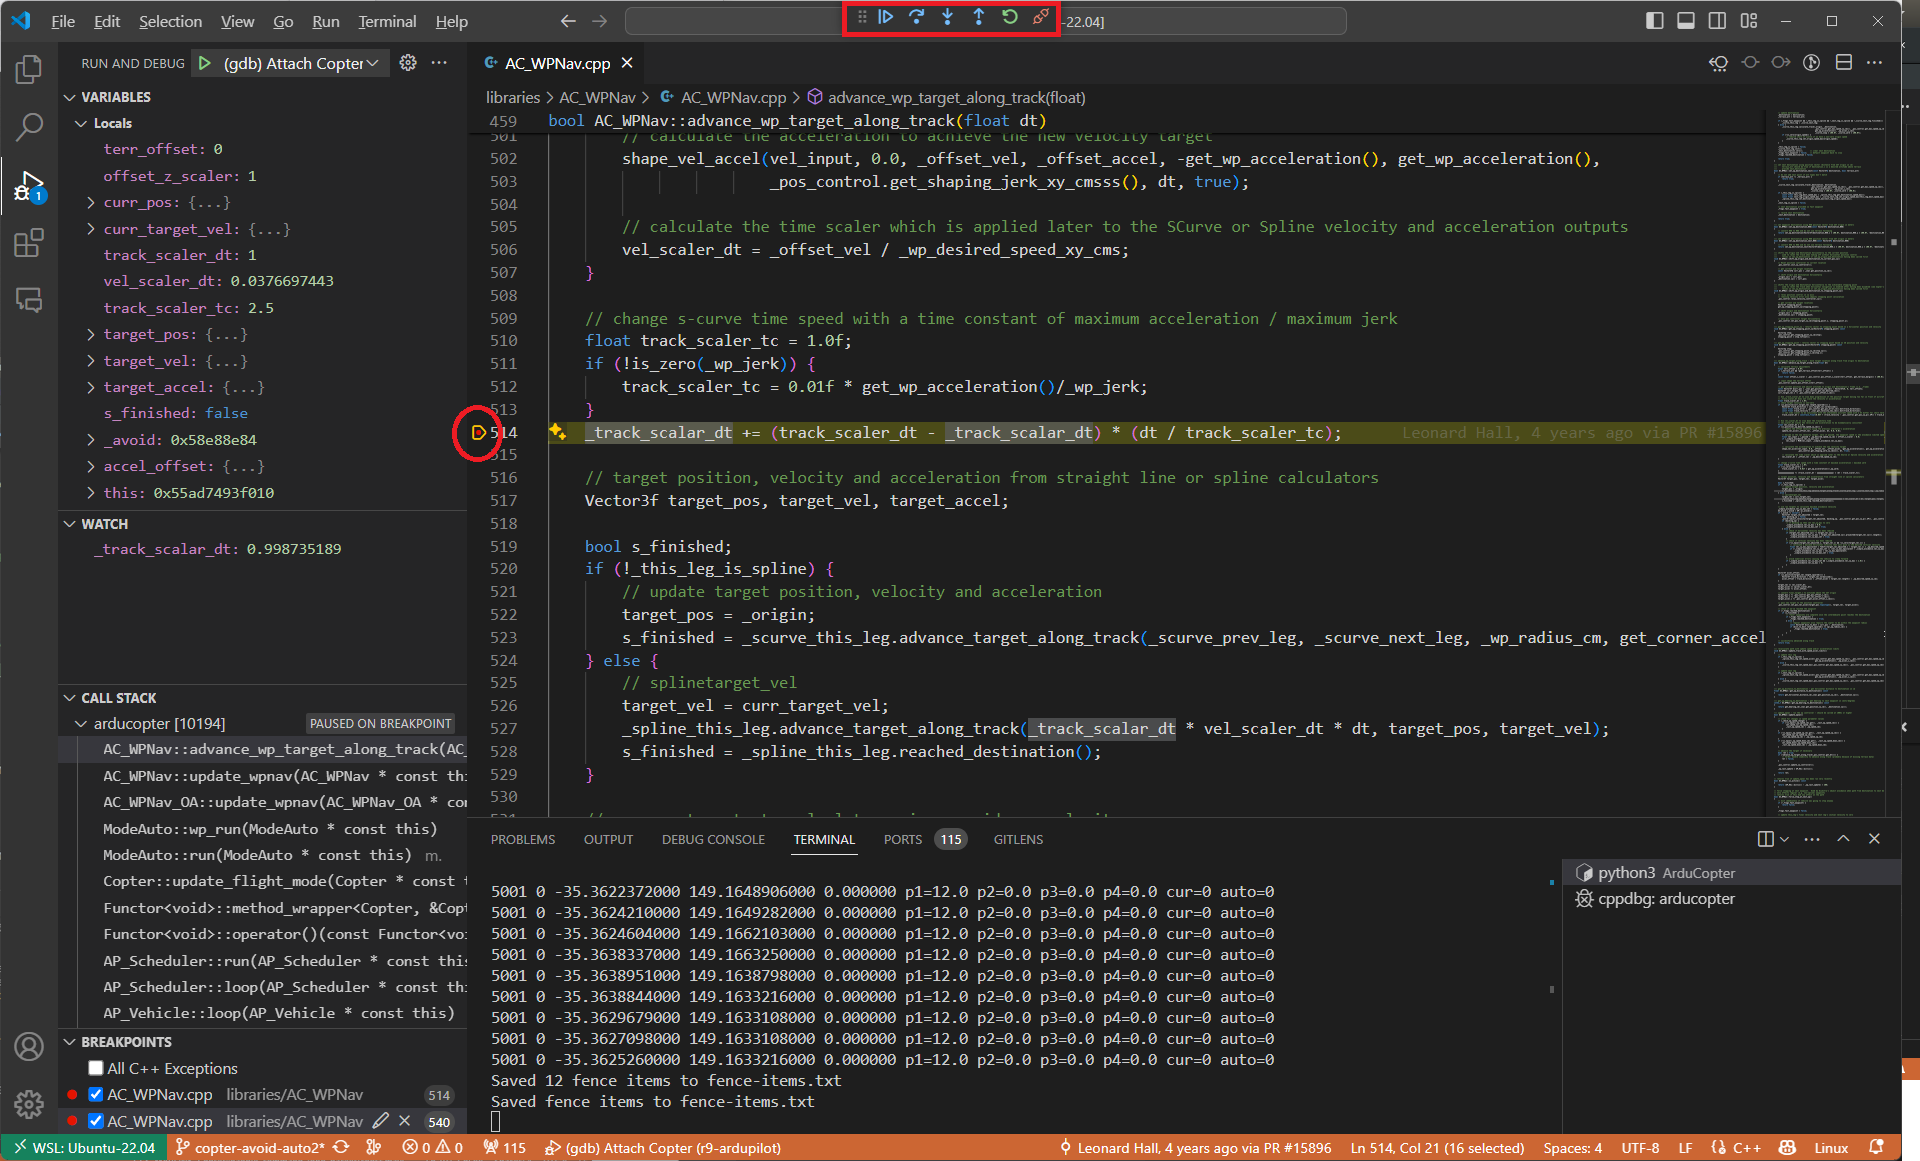 File Edit Selection View Go Run Terminal Help
-22.04]
RUN AND DEBUG
(gdb) Attach Copter
VARIABLES
Locals
terr_offset: 0
offset_z_scaler: 1
curr_pos: {...}
curr_target_vel: {...}
track_scaler_dt: 1
vel_scaler_dt: 0.0376697443
track_scaler_tc: 2.5
target_pos: {...}
target_vel: {...}
target_accel: {...}
s_finished: false
_avoid: 0x58e88e84
accel_offset: {...}
this: 0x55ad7493f010
WATCH
_track_scalar_dt: 0.998735189
CALL STACK
arducopter [10194] PAUSED ON BREAKPOINT
AC_WPNav::advance_wp_target_along_track(AC_
AC_WPNav::update_wpnav(AC_WPNav * const thi
AC_WPNav_OA::update_wpnav(AC_WPNav_OA * con
ModeAuto::wp_run(ModeAuto * const this)
ModeAuto::run(ModeAuto * const this) m.
Copter::update_flight_mode(Copter * const t
Functor<void>::method_wrapper<Copter, &Copt
Functor<void>::operator()(const Functor<voi
AP_Scheduler::run(AP_Scheduler * const this
AP_Scheduler::loop(AP_Scheduler * const thi
AP_Vehicle::loop(AP_Vehicle * const this)
BREAKPOINTS
All C++ Exceptions
AC_WPNav.cpp libraries/AC_WPNav 514
AC_WPNav.cpp libraries/AC_WPNav 540
AC_WPNav.cpp
libraries > AC_WPNav > AC_WPNav.cpp > advance_wp_target_along_track(float)
459 bool AC_WPNav::advance_wp_target_along_track(float dt)
501 // calculate the acceleration to achieve the new velocity target
502 shape_vel_accel(vel_input, 0.0, _offset_vel, _offset_accel, -get_wp_acceleration(), get_wp_acceleration(),
503 _pos_control.get_shaping_jerk_xy_cmsss(), dt, true);
504
505 // calculate the time scaler which is applied later to the SCurve or Spline velocity and acceleration outputs
506 vel_scaler_dt = _offset_vel / _wp_desired_speed_xy_cms;
507 }
508
509 // change s-curve time speed with a time constant of maximum acceleration / maximum jerk
510 float track_scaler_tc = 1.0f;
511 if (!is_zero(_wp_jerk)) {
512 track_scaler_tc = 0.01f * get_wp_acceleration()/_wp_jerk;
513 }
514 _track_scalar_dt += (track_scaler_dt - _track_scalar_dt) * (dt / track_scaler_tc); Leonard Hall, 4 years ago via PR #15896
515
516 // target position, velocity and acceleration from straight line or spline calculators
517 Vector3f target_pos, target_vel, target_accel;
518
519 bool s_finished;
520 if (!_this_leg_is_spline) {
521 // update target position, velocity and acceleration
522 target_pos = _origin;
523 s_finished = _scurve_this_leg.advance_target_along_track(_scurve_prev_leg, _scurve_next_leg, _wp_radius_cm, get_corner_accel
524 } else {
525 // splinetarget_vel
526 target_vel = curr_target_vel;
527 _spline_this_leg.advance_target_along_track(_track_scalar_dt * vel_scaler_dt * dt, target_pos, target_vel);
528 s_finished = _spline_this_leg.reached_destination();
529 }
530
PROBLEMS OUTPUT DEBUG CONSOLE TERMINAL PORTS 115 GITLENS
5001 0 -35.3622372000 149.1648906000 0.000000 p1=12.0 p2=0.0 p3=0.0 p4=0.0 cur=0 auto=0
5001 0 -35.3624210000 149.1649282000 0.000000 p1=12.0 p2=0.0 p3=0.0 p4=0.0 cur=0 auto=0
5001 0 -35.3624604000 149.1662103000 0.000000 p1=12.0 p2=0.0 p3=0.0 p4=0.0 cur=0 auto=0
5001 0 -35.3638337000 149.1663250000 0.000000 p1=12.0 p2=0.0 p3=0.0 p4=0.0 cur=0 auto=0
5001 0 -35.3638951000 149.1638798000 0.000000 p1=12.0 p2=0.0 p3=0.0 p4=0.0 cur=0 auto=0
5001 0 -35.3638844000 149.1633216000 0.000000 p1=12.0 p2=0.0 p3=0.0 p4=0.0 cur=0 auto=0
5001 0 -35.3629679000 149.1633108000 0.000000 p1=12.0 p2=0.0 p3=0.0 p4=0.0 cur=0 auto=0
5001 0 -35.3627098000 149.1633108000 0.000000 p1=12.0 p2=0.0 p3=0.0 p4=0.0 cur=0 auto=0
5001 0 -35.3625260000 149.1633216000 0.000000 p1=12.0 p2=0.0 p3=0.0 p4=0.0 cur=0 auto=0
Saved 12 fence items to fence-items.txt
Saved fence items to fence-items.txt
python3 ArduCopter
cppdbg: arducopter
WSL: Ubuntu-22.04 copter-avoid-auto2* 0 0 115 (gdb) Attach Copter (r9-ardupilot) Leonard Hall, 4 years ago via PR #15896 Ln 514, Col 21 (16 selected) Spaces: 4 UTF-8 LF C++ Linux